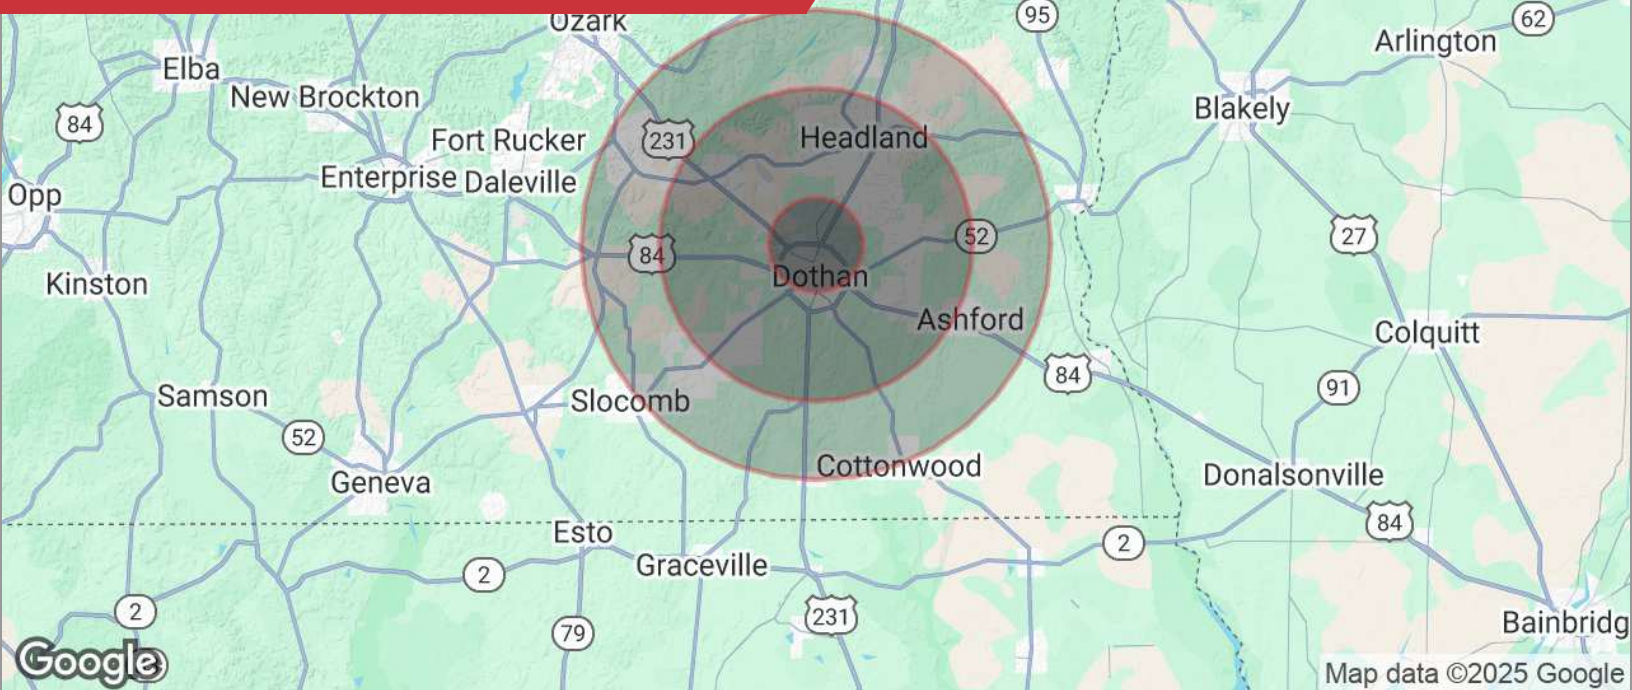 Ozark
95
62
Arlington
Elba
New Brockton
84
Blakely
Fort Rucker
231
Headland
Enterprise
Daleville
Opp
52
27
84
Kinston
Dothan
Ashford
Colquitt
84
91
Samson
Slocomb
52
Cottonwood
Geneva
Donalsonville
84
Esto
2
Graceville
2
2
231
79
Bainbridg
Google
Map data ©2025 Google